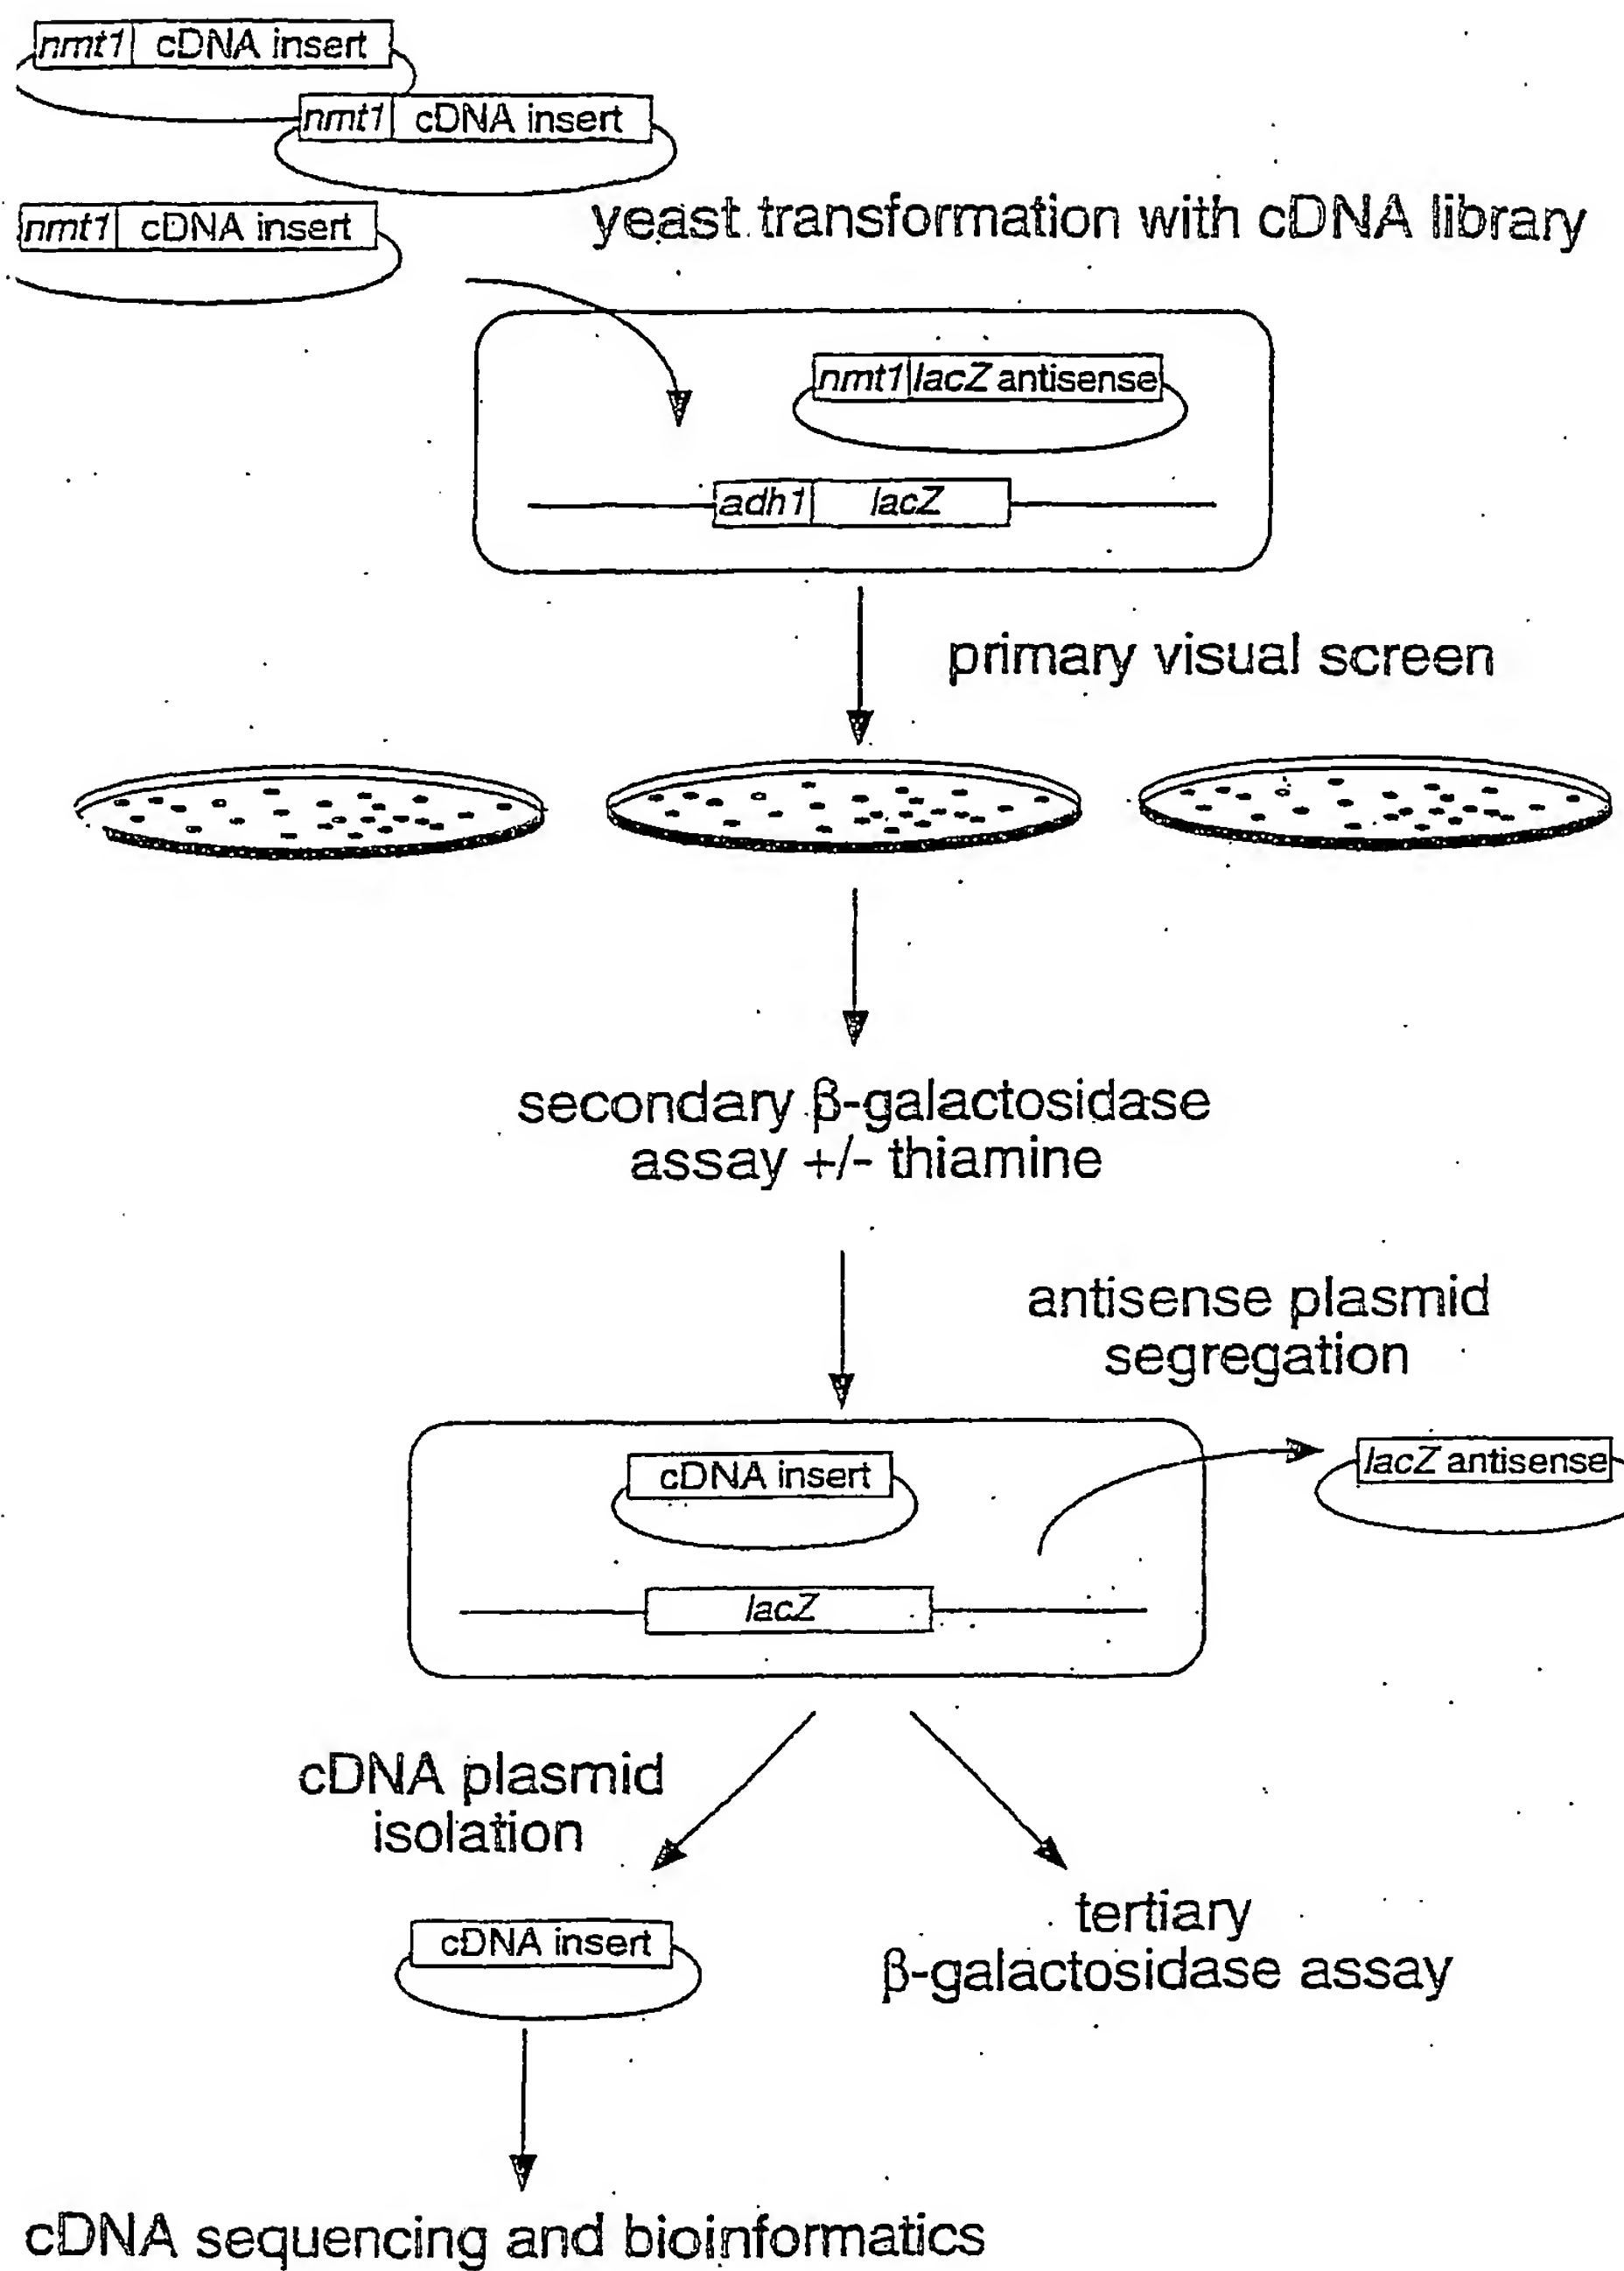 nmt1 cDNA insert
nmt1 cDNA insert
nmt1 cDNA insert
yeast transformation with cDNA library
nmt1 lacZ antisense
adh1 lacZ
primary visual screen
secondary β-galactosidase
assay +/- thiamine
antisense plasmid
segregation
cDNA insert
lacZ antisense
lacZ
cDNA plasmid
isolation
cDNA insert
tertiary
β-galactosidase assay
cDNA sequencing and bioinformatics